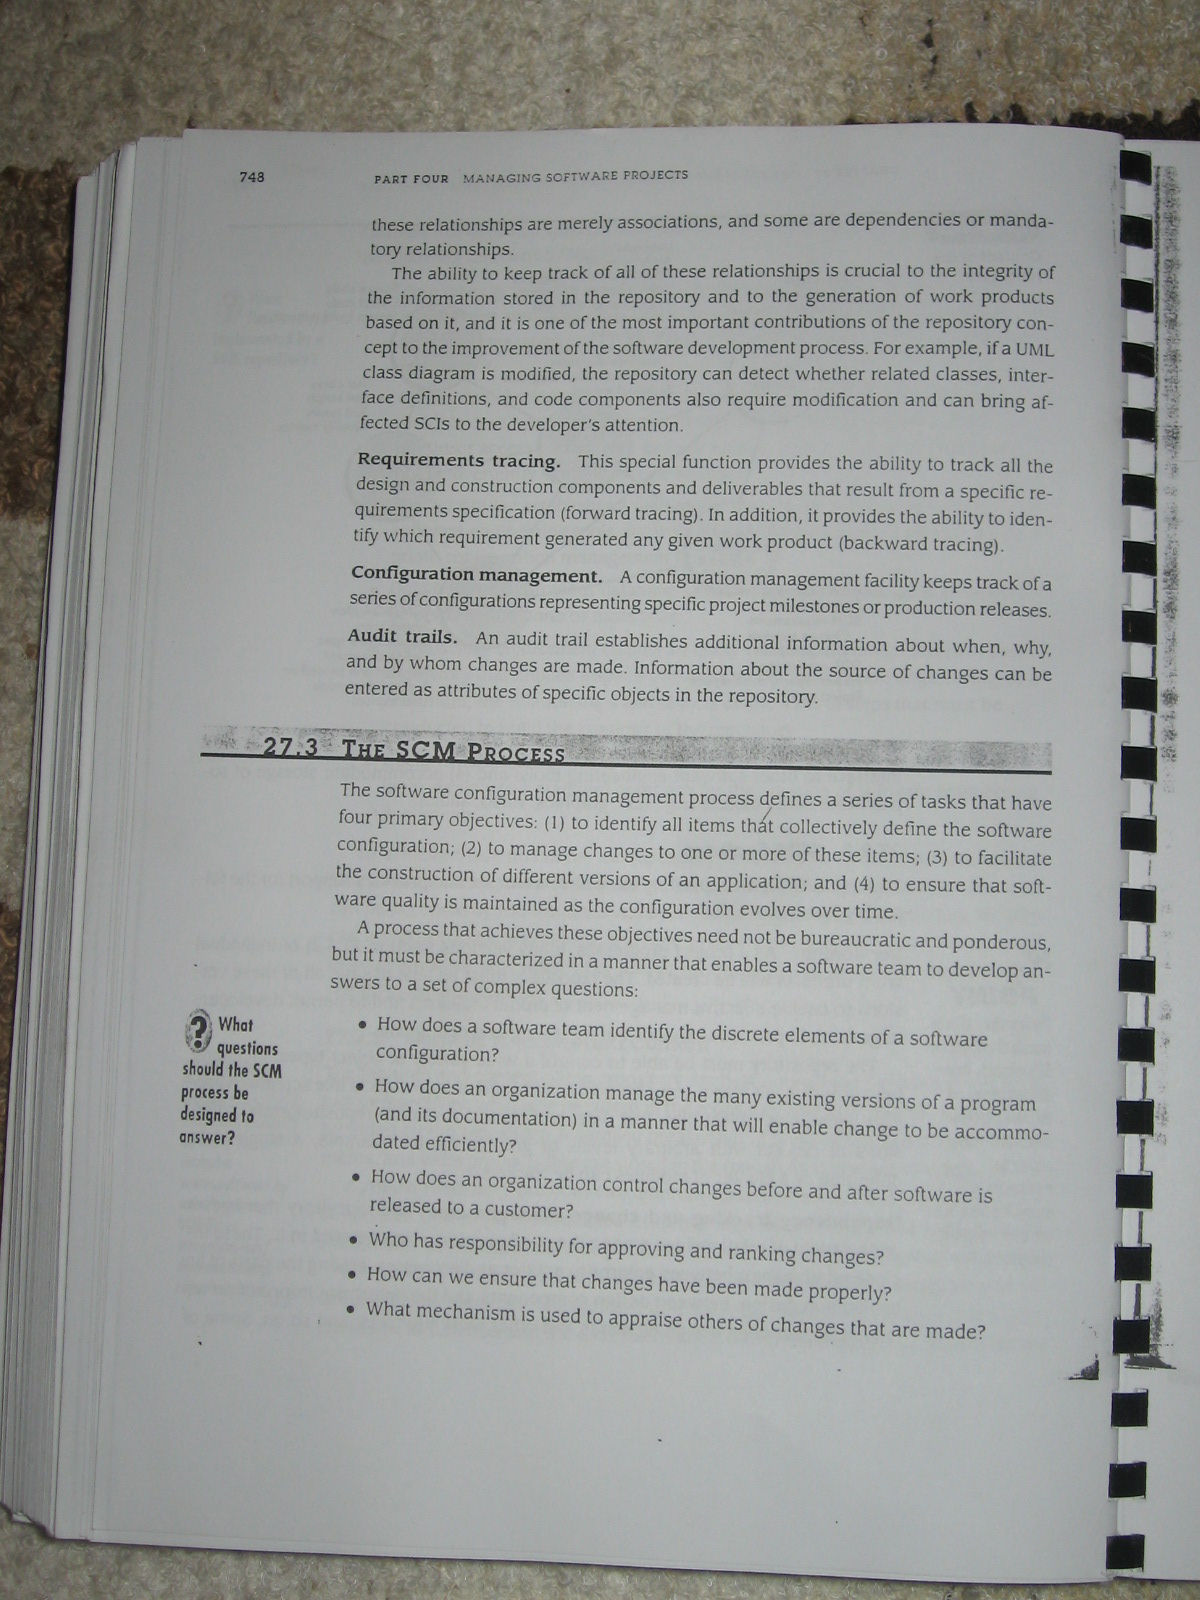 748
PART FOUR MANAGING SOFTWARE PROJECTS
these relationships are merely associations, and some are dependencies or manda-
tory relationships.
The ability to keep track of all of these relationships is crucial to the integrity of
the information stored in the repository and to the generation of work products
based on it, and it is one of the most important contributions of the repository con-
cept to the improvement of the software development process. For example, if a UML
class diagram is modified, the repository can detect whether related classes, inter-
face definitions, and code components also require modification and can bring af-
fected SCIs to the developer's attention.
Requirements tracing. This special function provides the ability to track all the
design and construction components and deliverables that result from a specific re-
quirements specification (forward tracing). In addition, it provides the ability to iden-
tify which requirement generated any given work product (backward tracing).
Configuration management. A configuration management facility keeps track of a
series of configurations representing specific project milestones or production releases.
Audit trails. An audit trail establishes additional information about when, why,
and by whom changes are made. Information about the source of changes can be
entered as attributes of specific objects in the repository.
27.3 THE SCM PROCESS
The software configuration management process defines a series of tasks that have
four primary objectives: (1) to identify all items that collectively define the software
configuration; (2) to manage changes to one or more of these items; (3) to facilitate
the construction of different versions of an application; and (4) to ensure that soft-
ware quality is maintained as the configuration evolves over time.
A process that achieves these objectives need not be bureaucratic and ponderous,
but it must be characterized in a manner that enables a software team to develop an-
swers to a set of complex questions:
? What
questions
should the SCM
process be
designed to
answer?
• How does a software team identify the discrete elements of a software
configuration?
• How does an organization manage the many existing versions of a program
(and its documentation) in a manner that will enable change to be accommo-
dated efficiently?
• How does an organization control changes before and after software is
released to a customer?
• Who has responsibility for approving and ranking changes?
• How can we ensure that changes have been made properly?
• What mechanism is used to appraise others of changes that are made?